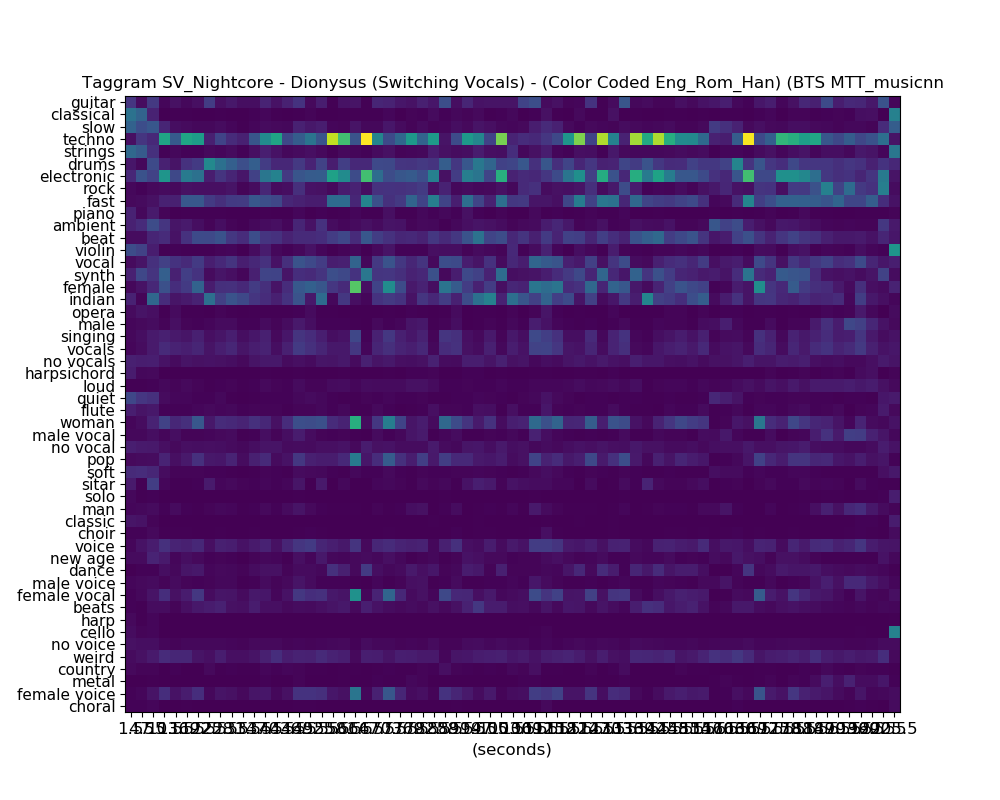 Taggram SV_Nightcore - Dionysus (Switching Vocals) - (Color Coded Eng_Rom_Han) (BTS MTT_musicnn
guitar
classical
slow
techno
strings
drums
electronic
rock
fast
piano
ambient
beat
violin
vocal
synth
female
indian
opera
male
singing
vocals
no vocals
harpsichord
loud
quiet
flute
woman
male vocal
no vocal
pop
soft
sitar
solo
man
classic
choir
voice
new age
dance
male voice
female vocal
beats
harp
cello
no voice
weird
country
metal
female voice
choral
(seconds)